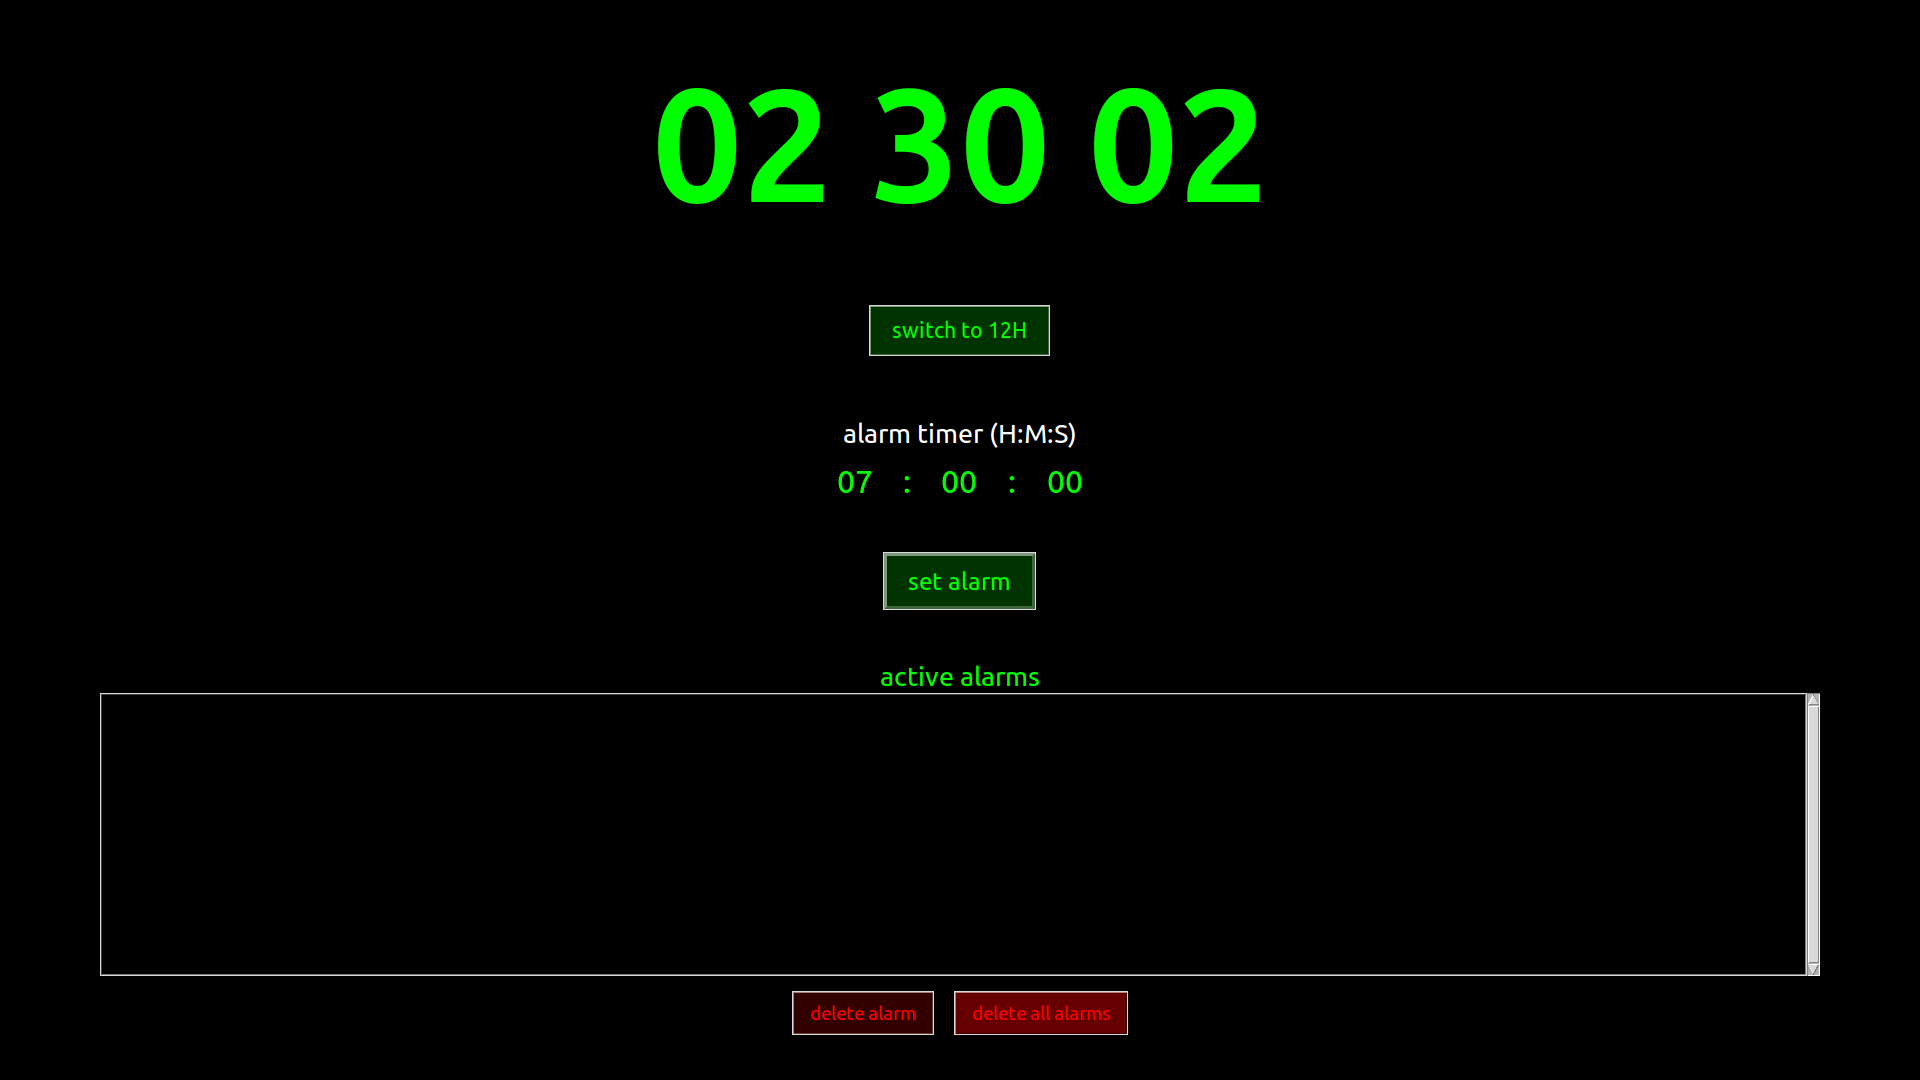 02 30 02
switch to 12H
alarm timer (H:M:S)
07 : 00 : 00
set alarm
active alarms
delete alarm delete all alarms